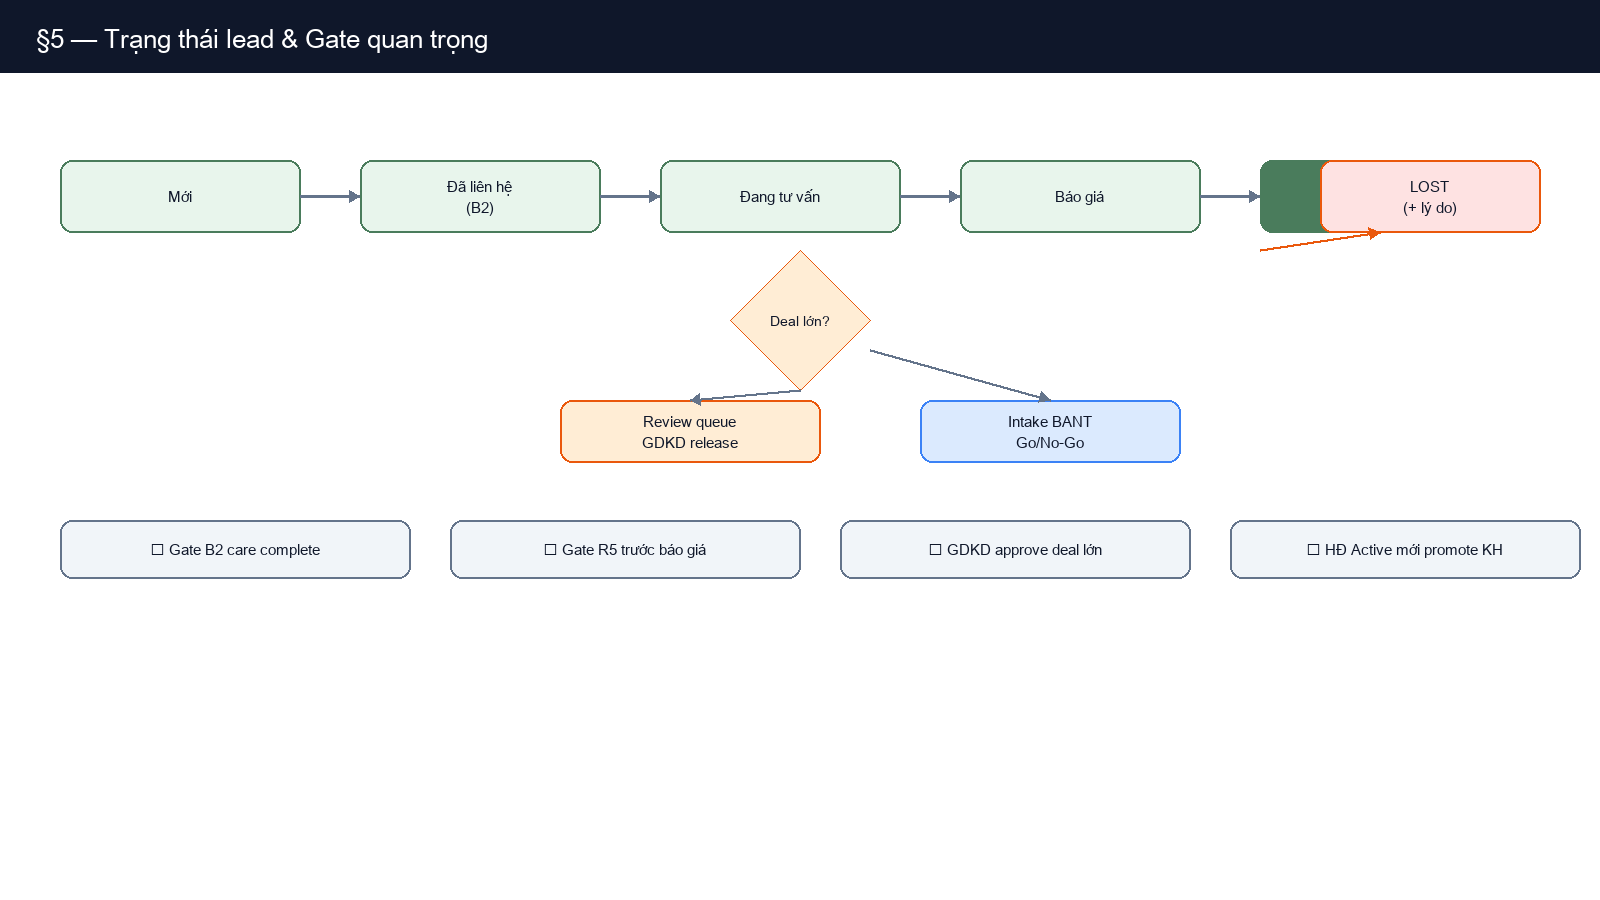 §5 — Trạng thái lead & Gate quan trọng
Mới
Đã liên hệ
(B2)
Đang tư vấn
Báo giá
LOST
(+ lý do)
Deal lớn?
Review queue
GDKD release
Intake BANT
Go/No-Go
☐ Gate B2 care complete
☐ Gate R5 trước báo giá
☐ GDKD approve deal lớn
☐ HĐ Active mới promote KH